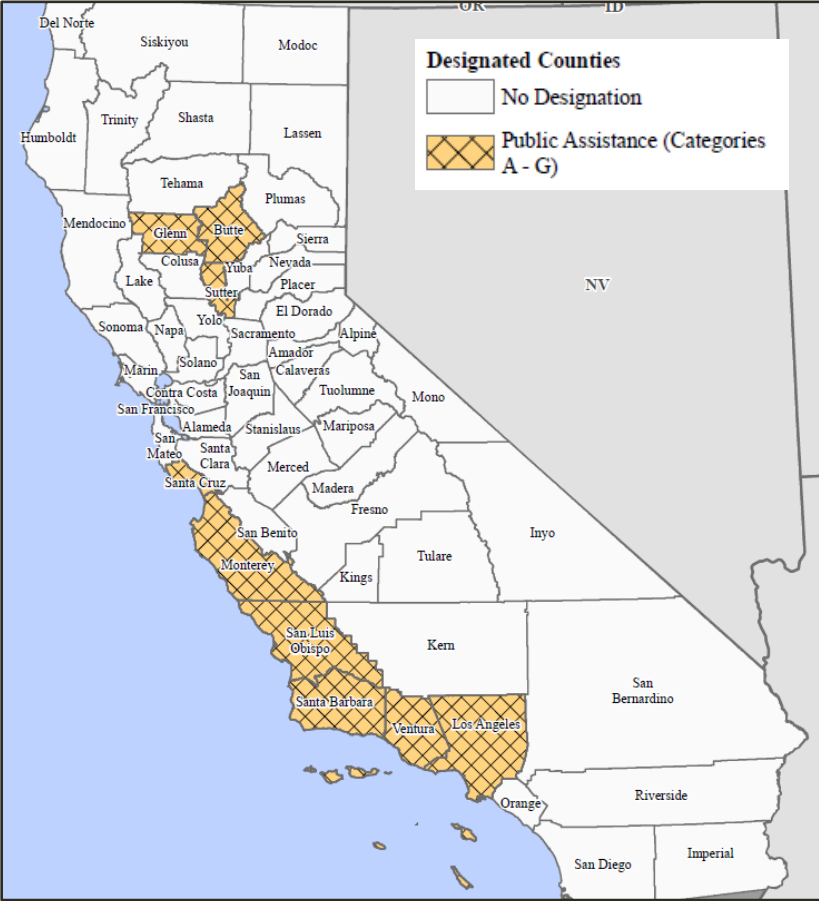 OR
ID
Del Norte
Siskiyou
Modoc
Designated Counties
No Designation
Public Assistance (Categories
A - G)
Trinity
Shasta
Humboldt
Lassen
Tehama
Plumas
Mendocino
Glenn
Butte
Sierra
Colusa
Yuba
Nevada
Lake
Placer
Sutter
NV
El Dorado
Yolo
Sonoma
Napa
Sacramento
Alpine
Solano
Amador
Marin
Calaveras
San
Joaquin
Contra Costa
Tuolumne
Mono
San Francisco
Alameda
Stanislaus
Mariposa
San
Mateo
Santa
Clara
Merced
Santa Cruz
Madera
Fresno
San Benito
Inyo
Tulare
Monterey
Kings
San Luis
Obispo
Kern
San
Bernardino
Santa Barbara
Ventura
Los Angeles
Orange
Riverside
San Diego
Imperial